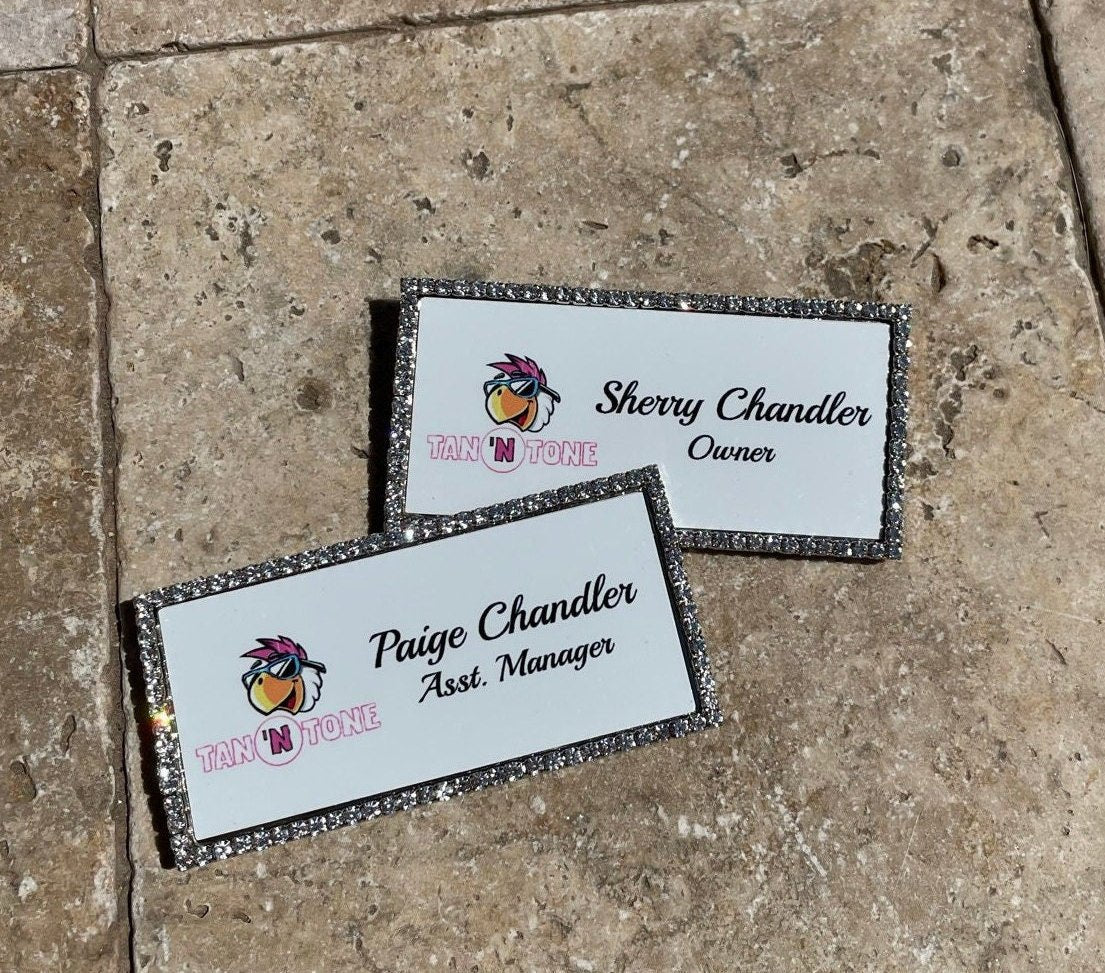 Sherry Chandler
Owner
TAN 'N TONE
Paige Chandler
Asst. Manager
TAN 'N TONE